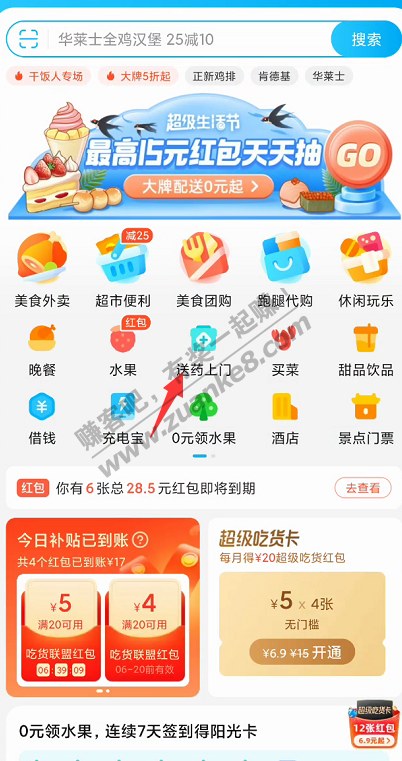 华莱士全鸡汉堡 25减10
搜索
干饭人专场
大牌5折起
正新鸡排
肯德基
华莱士
超级生活节
最高15元红包天天抽
GO
大牌配送0元起 >
减25
美食外卖
超市便利
美食团购
跑腿代购
休闲玩乐
红包
晚餐
水果
送药上门
买菜
甜品饮品
借钱
充电宝
0元领水果
酒店
景点门票
赚客吧,有奖一起赚!
www.zuanke8.com
红包 你有6张总28.5元红包即将到期
去查看
今日补贴已到账?
共4个红包已到账¥17
¥5
满20可用
吃货联盟红包
06:39:09
¥4
满20可用
吃货联盟红包
06-20前有效
超级吃货卡
每月得¥20超级吃货红包
¥5 × 4张
无门槛
¥6.9 ¥15 开通
超级吃货卡
12张红包
6.9元起 >
0元领水果，连续7天签到得阳光卡